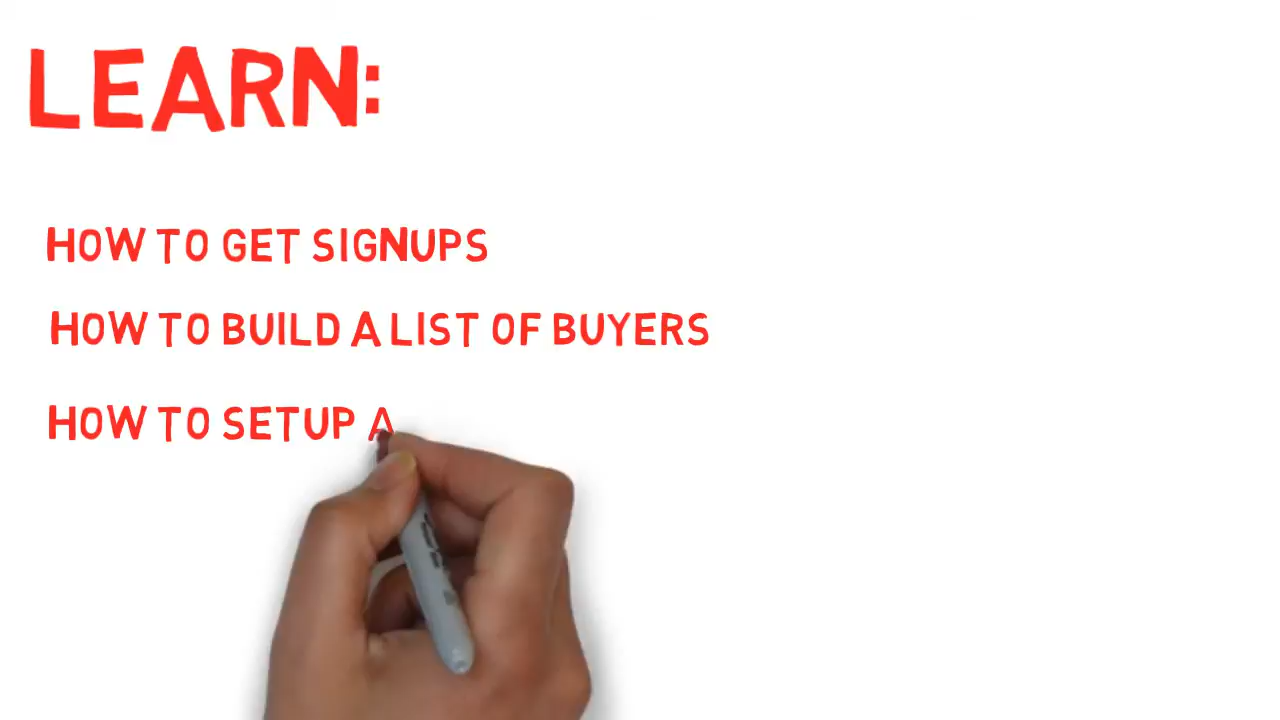 LEARN:
HOW TO GET SIGNUPS
HOW TO BUILD A LIST OF BUYERS
HOW TO SETUP A